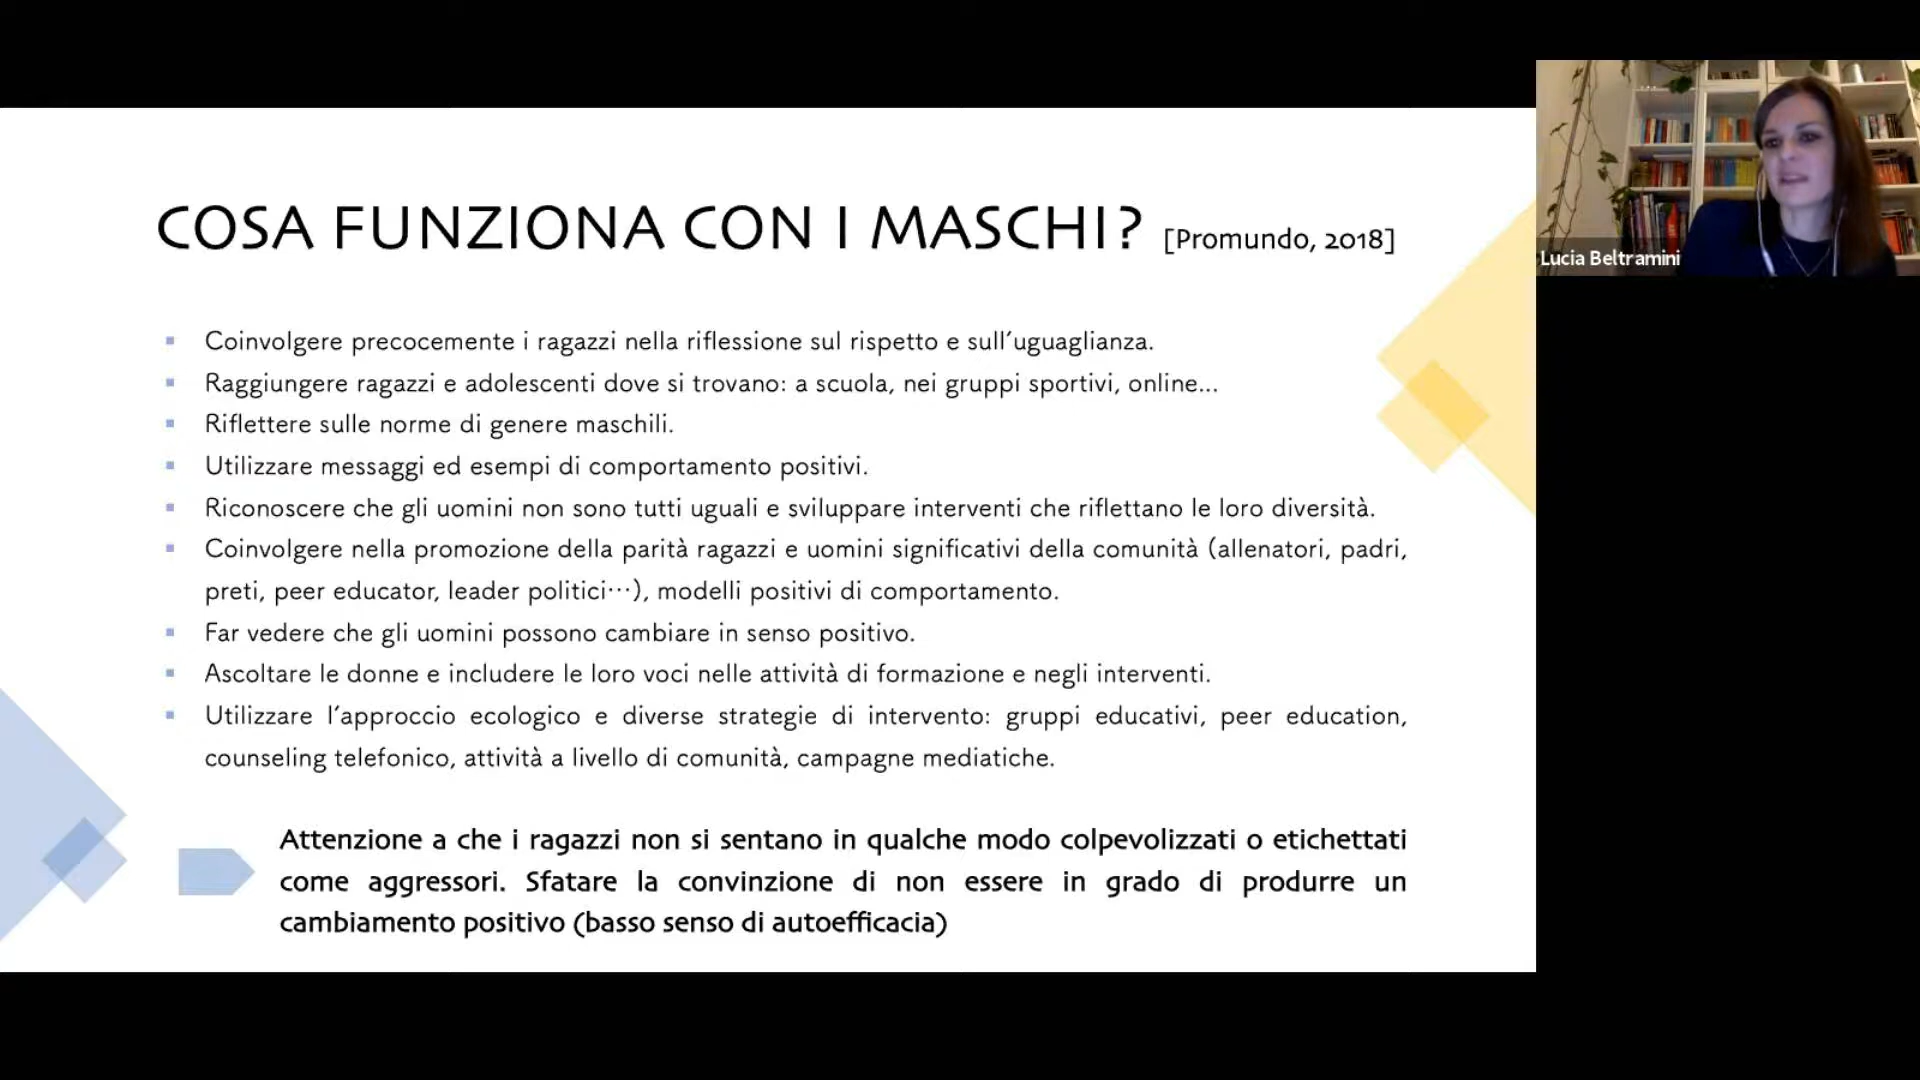 COSA FUNZIONA CON I MASCHI? [Promundo, 2018]
Coinvolgere precocemente i ragazzi nella riflessione sul rispetto e sull'uguaglianza.
Raggiungere ragazzi e adolescenti dove si trovano: a scuola, nei gruppi sportivi, online...
Riflettere sulle norme di genere maschili.
Utilizzare messaggi ed esempi di comportamento positivi.
Riconoscere che gli uomini non sono tutti uguali e sviluppare interventi che riflettano le loro diversità.
Coinvolgere nella promozione della parità ragazzi e uomini significativi della comunità (allenatori, padri,
preti, peer educator, leader politici…), modelli positivi di comportamento.
Far vedere che gli uomini possono cambiare in senso positivo.
Ascoltare le donne e includere le loro voci nelle attività di formazione e negli interventi.
Utilizzare l'approccio ecologico e diverse strategie di intervento: gruppi educativi, peer education,
counseling telefonico, attività a livello di comunità, campagne mediatiche.
Attenzione a che i ragazzi non si sentano in qualche modo colpevolizzati o etichettati
come aggressori. Sfatare la convinzione di non essere in grado di produrre un
cambiamento positivo (basso senso di autoefficacia)
Lucia Beltramini